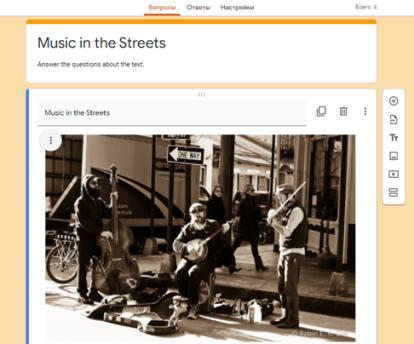 Вопросы Ответы Настройки
Всего: 4
Music in the Streets
Answer the questions about the text.
Music in the Streets
Tт
ONE WAY